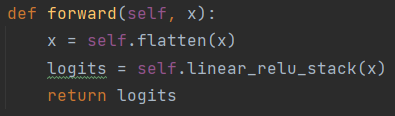 def forward(self, x):
    x = self.flatten(x)
    logits = self.linear_relu_stack(x)
    return logits